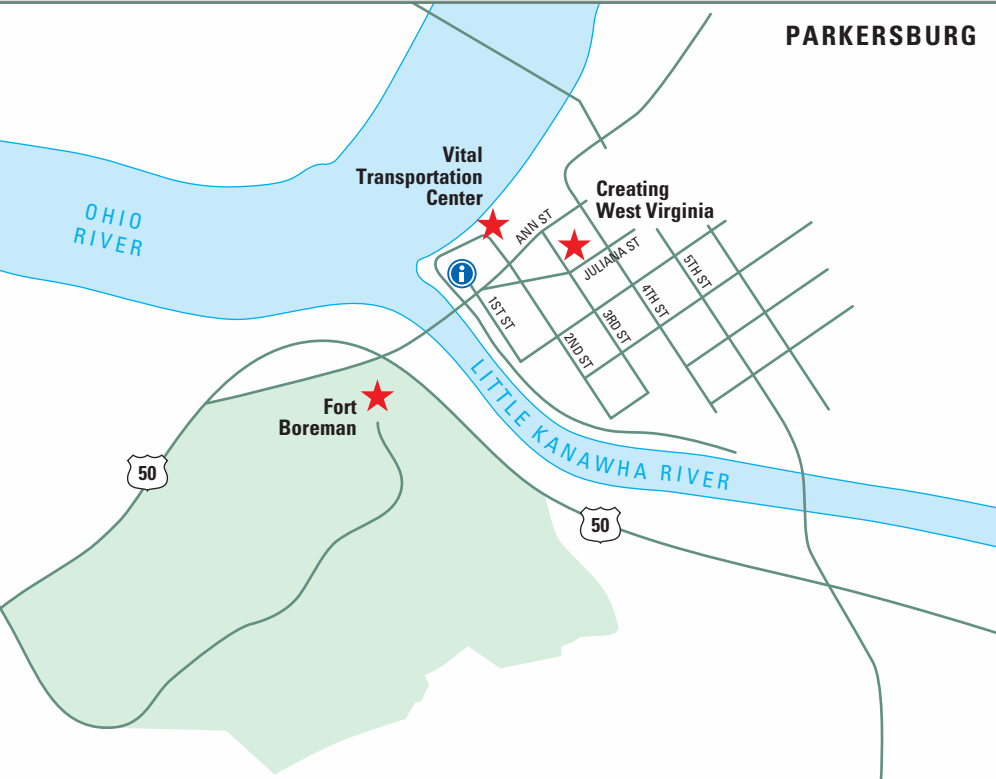 PARKERSBURG
Vital
Transportation
Center
Creating
West Virginia
OHIO
RIVER
ANN ST
JULIANA ST
i
1ST ST
2ND ST
3RD ST
4TH ST
5TH ST
LITTLE KANAWHA RIVER
Fort
Boreman
50
50